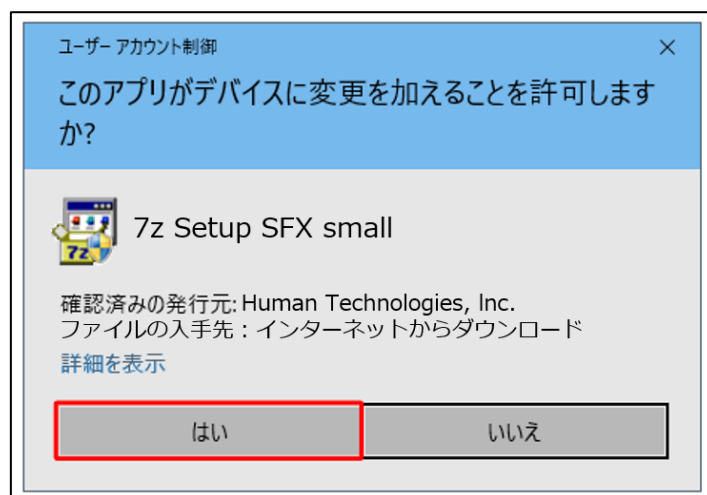 ユーザー アカウント制御
このアプリがデバイスに変更を加えることを許可します
か?
7z
7z Setup SFX small
確認済みの発行元: Human Technologies, Inc.
ファイルの入手先：インターネットからダウンロード
詳細を表示
はい
いいえ